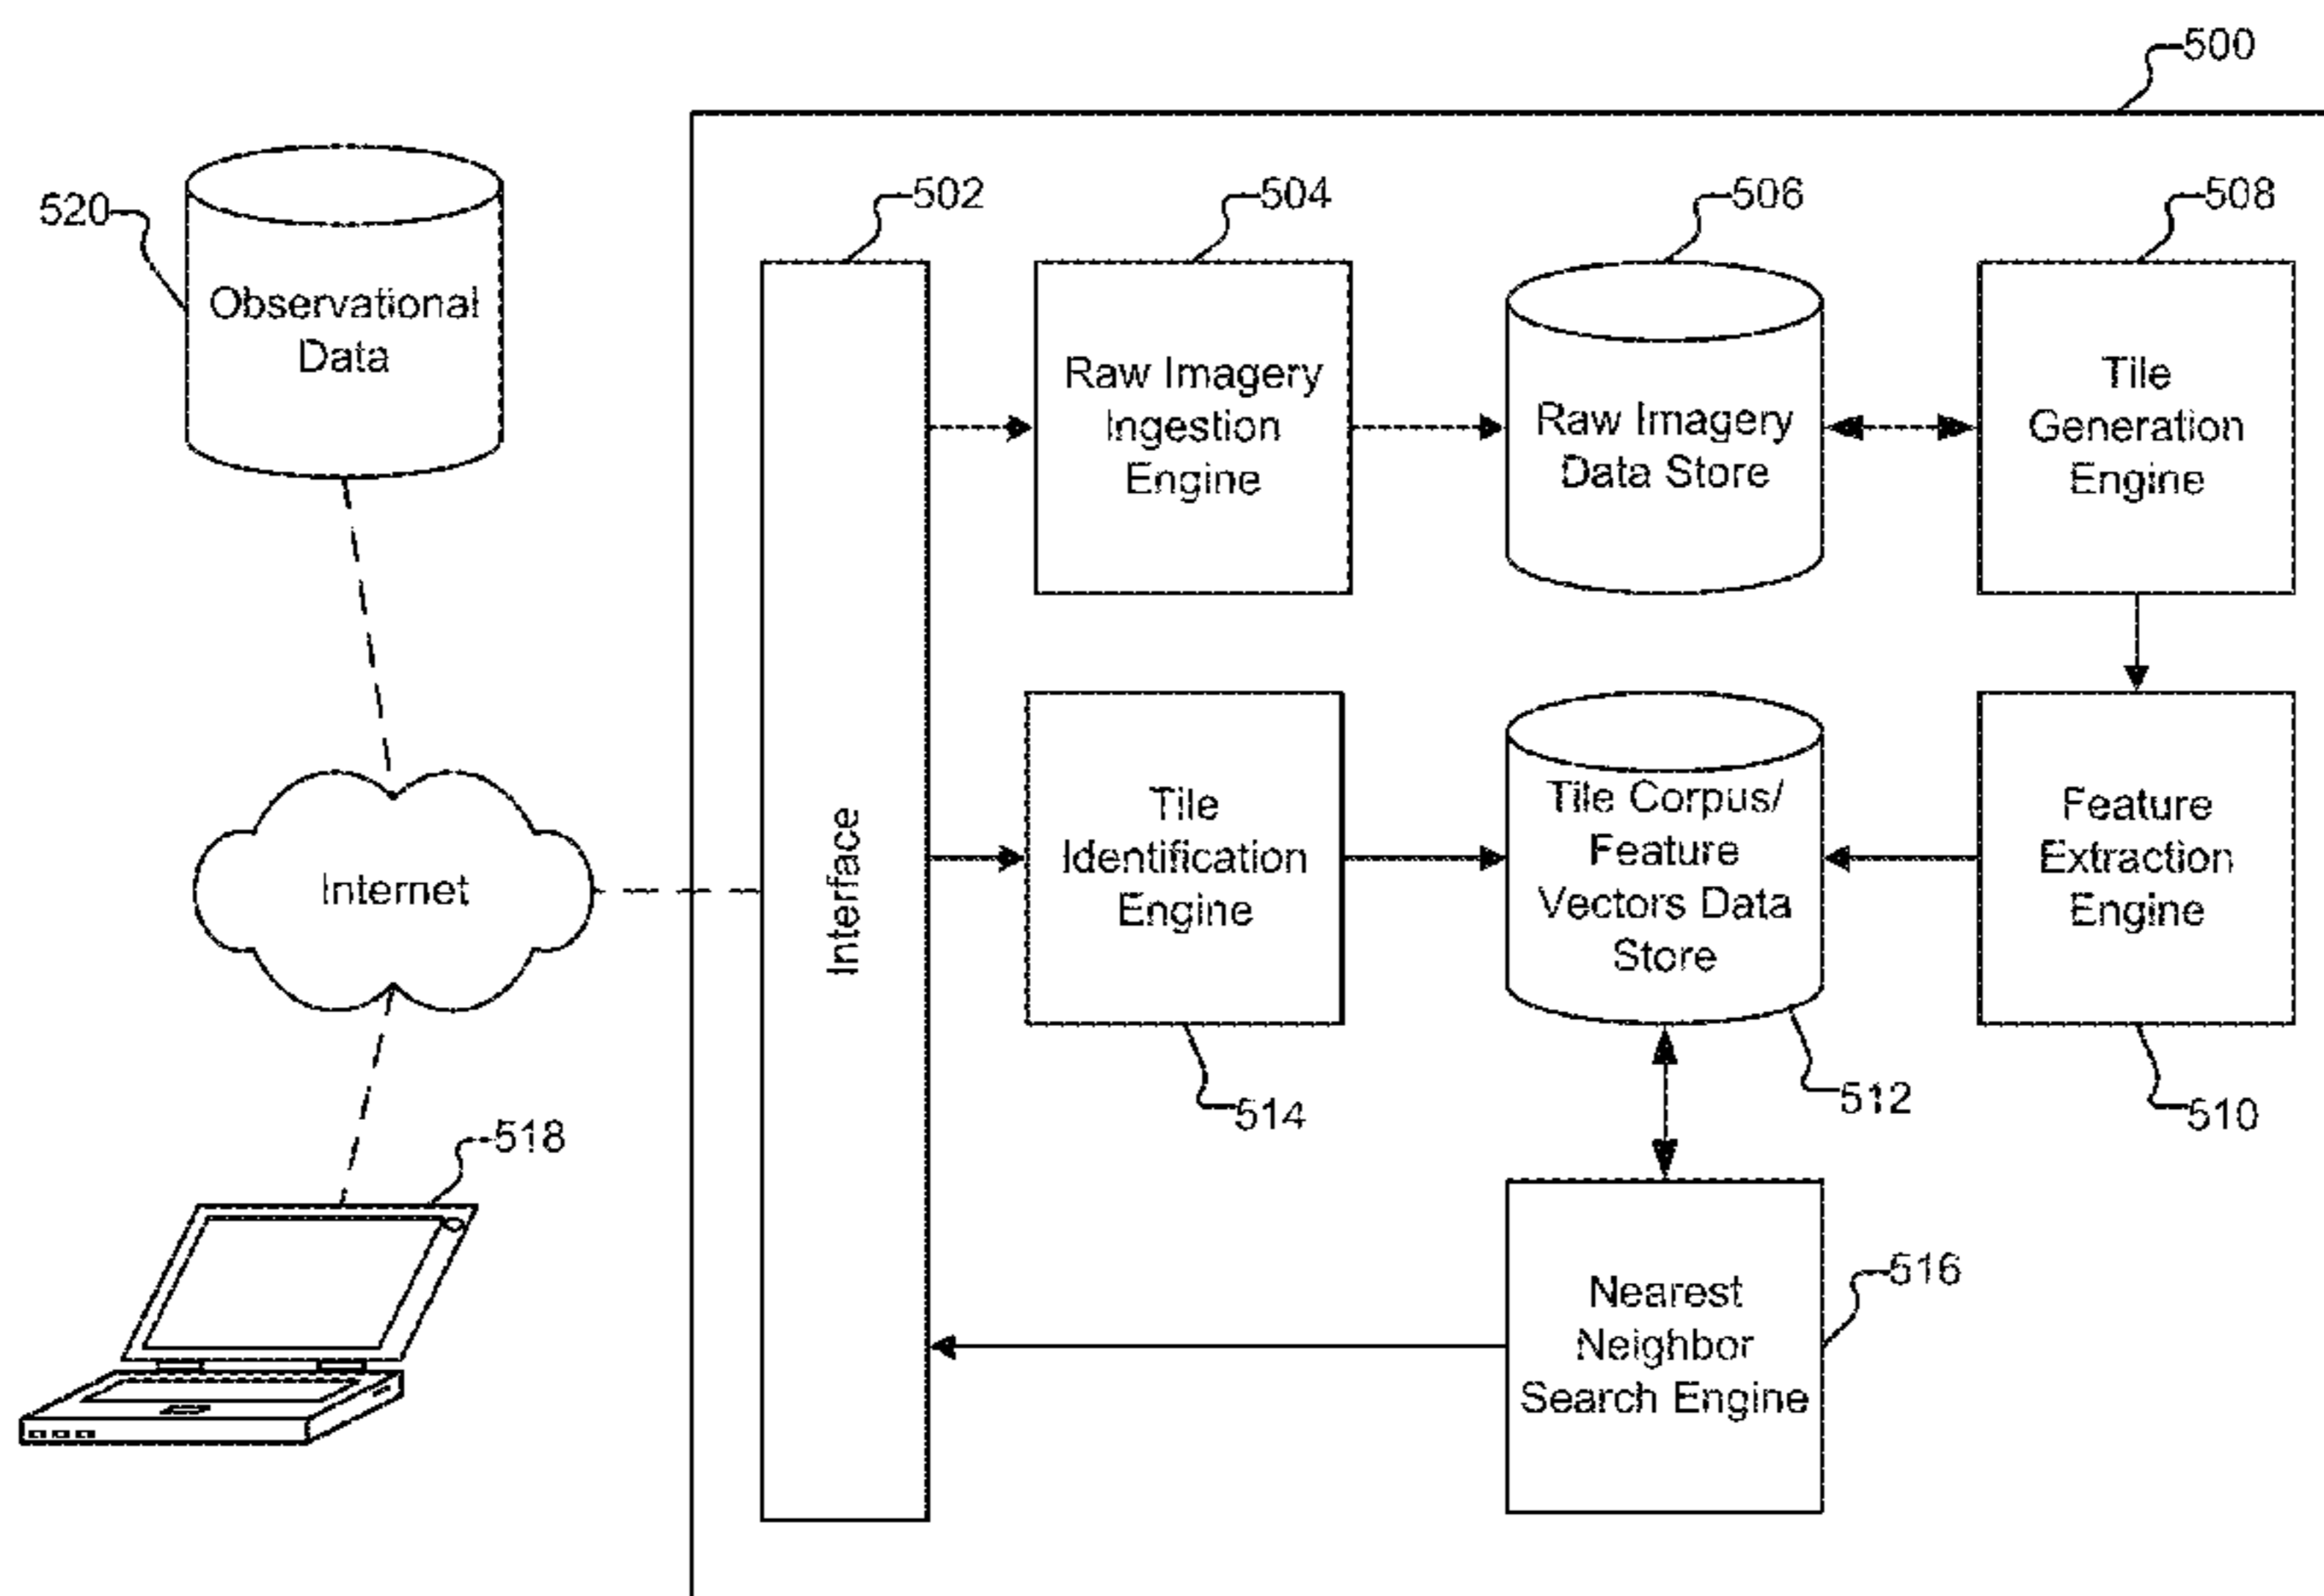 500
520
502
504
506
508
Observational
Data
Raw Imagery
Ingestion
Engine
Raw Imagery
Data Store
Tile
Generation
Engine
Internet
Interface
Tile
Identification
Engine
Tile Corpus/
Feature
Vectors Data
Store
Feature
Extraction
Engine
514
512
510
518
Nearest
Neighbor
Search Engine
516